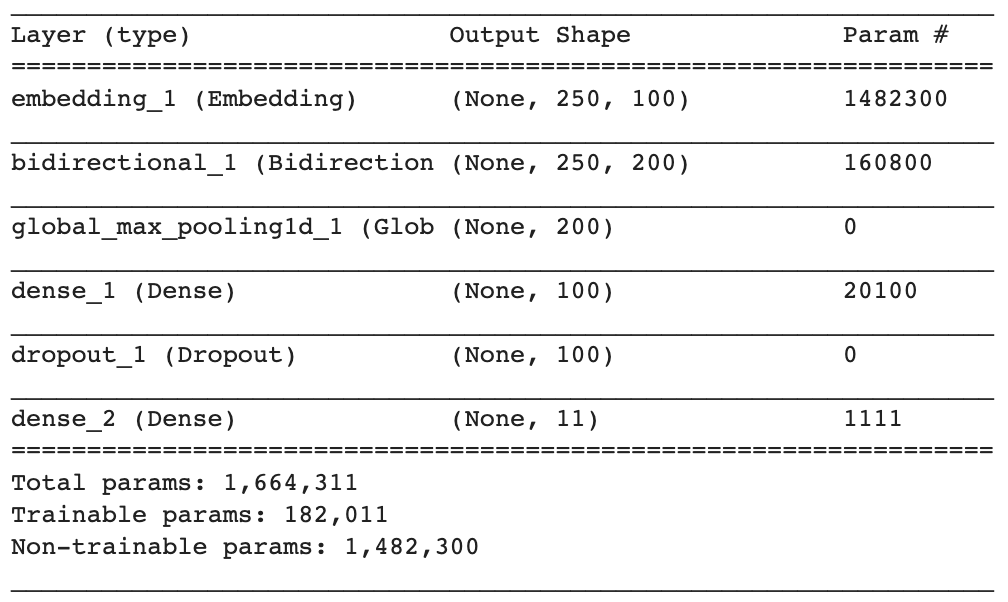 Layer (type) Output Shape Param #
=================================================================
embedding_1 (Embedding) (None, 250, 100) 1482300
bidirectional_1 (Bidirection (None, 250, 200) 160800
global_max_pooling1d_1 (Glob (None, 200) 0
dense_1 (Dense) (None, 100) 20100
dropout_1 (Dropout) (None, 100) 0
dense_2 (Dense) (None, 11) 1111
=================================================================
Total params: 1,664,311
Trainable params: 182,011
Non-trainable params: 1,482,300